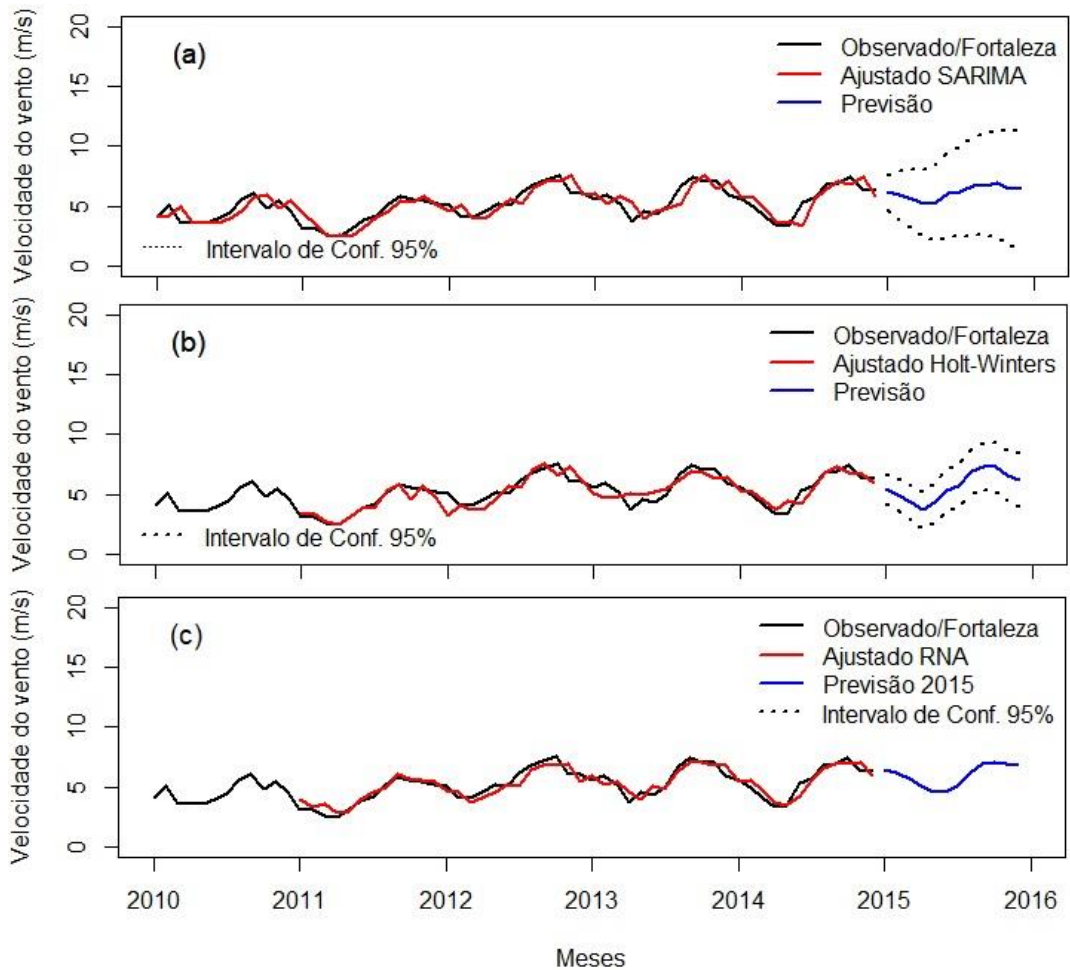 20
15
10
5
0
Velocidade do vento (m/s)
(a)
Observado/Fortaleza
Ajustado SARIMA
Previsão
Intervalo de Conf. 95%
20
15
10
5
0
Velocidade do vento (m/s)
(b)
Observado/Fortaleza
Ajustado Holt-Winters
Previsão
Intervalo de Conf. 95%
20
15
10
5
0
Velocidade do vento (m/s)
(c)
Observado/Fortaleza
Ajustado RNA
Previsão 2015
Intervalo de Conf. 95%
2010 2011 2012 2013 2014 2015 2016
Meses